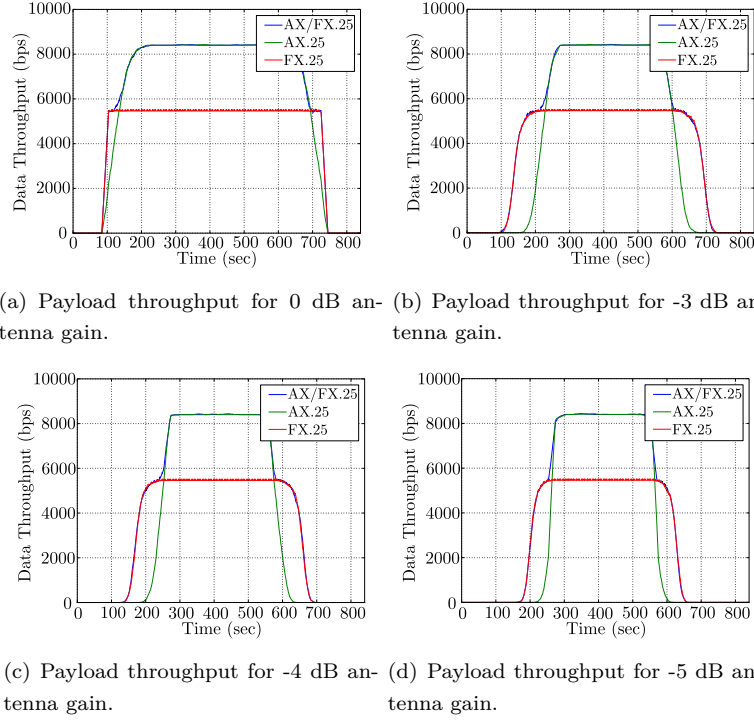 10000
8000
6000
4000
2000
0
Data Throughput (bps)
AX/FX.25
AX.25
FX.25
0 100 200 300 400 500 600 700 800
Time (sec)
(a) Payload throughput for 0 dB an-
tenna gain.
10000
8000
6000
4000
2000
0
Data Throughput (bps)
AX/FX.25
AX.25
FX.25
0 100 200 300 400 500 600 700 800
Time (sec)
(b) Payload throughput for -3 dB an
tenna gain.
10000
8000
6000
4000
2000
0
Data Throughput (bps)
AX/FX.25
AX.25
FX.25
0 100 200 300 400 500 600 700 800
Time (sec)
(c) Payload throughput for -4 dB an-
tenna gain.
10000
8000
6000
4000
2000
0
Data Throughput (bps)
AX/FX.25
AX.25
FX.25
0 100 200 300 400 500 600 700 800
Time (sec)
(d) Payload throughput for -5 dB an
tenna gain.